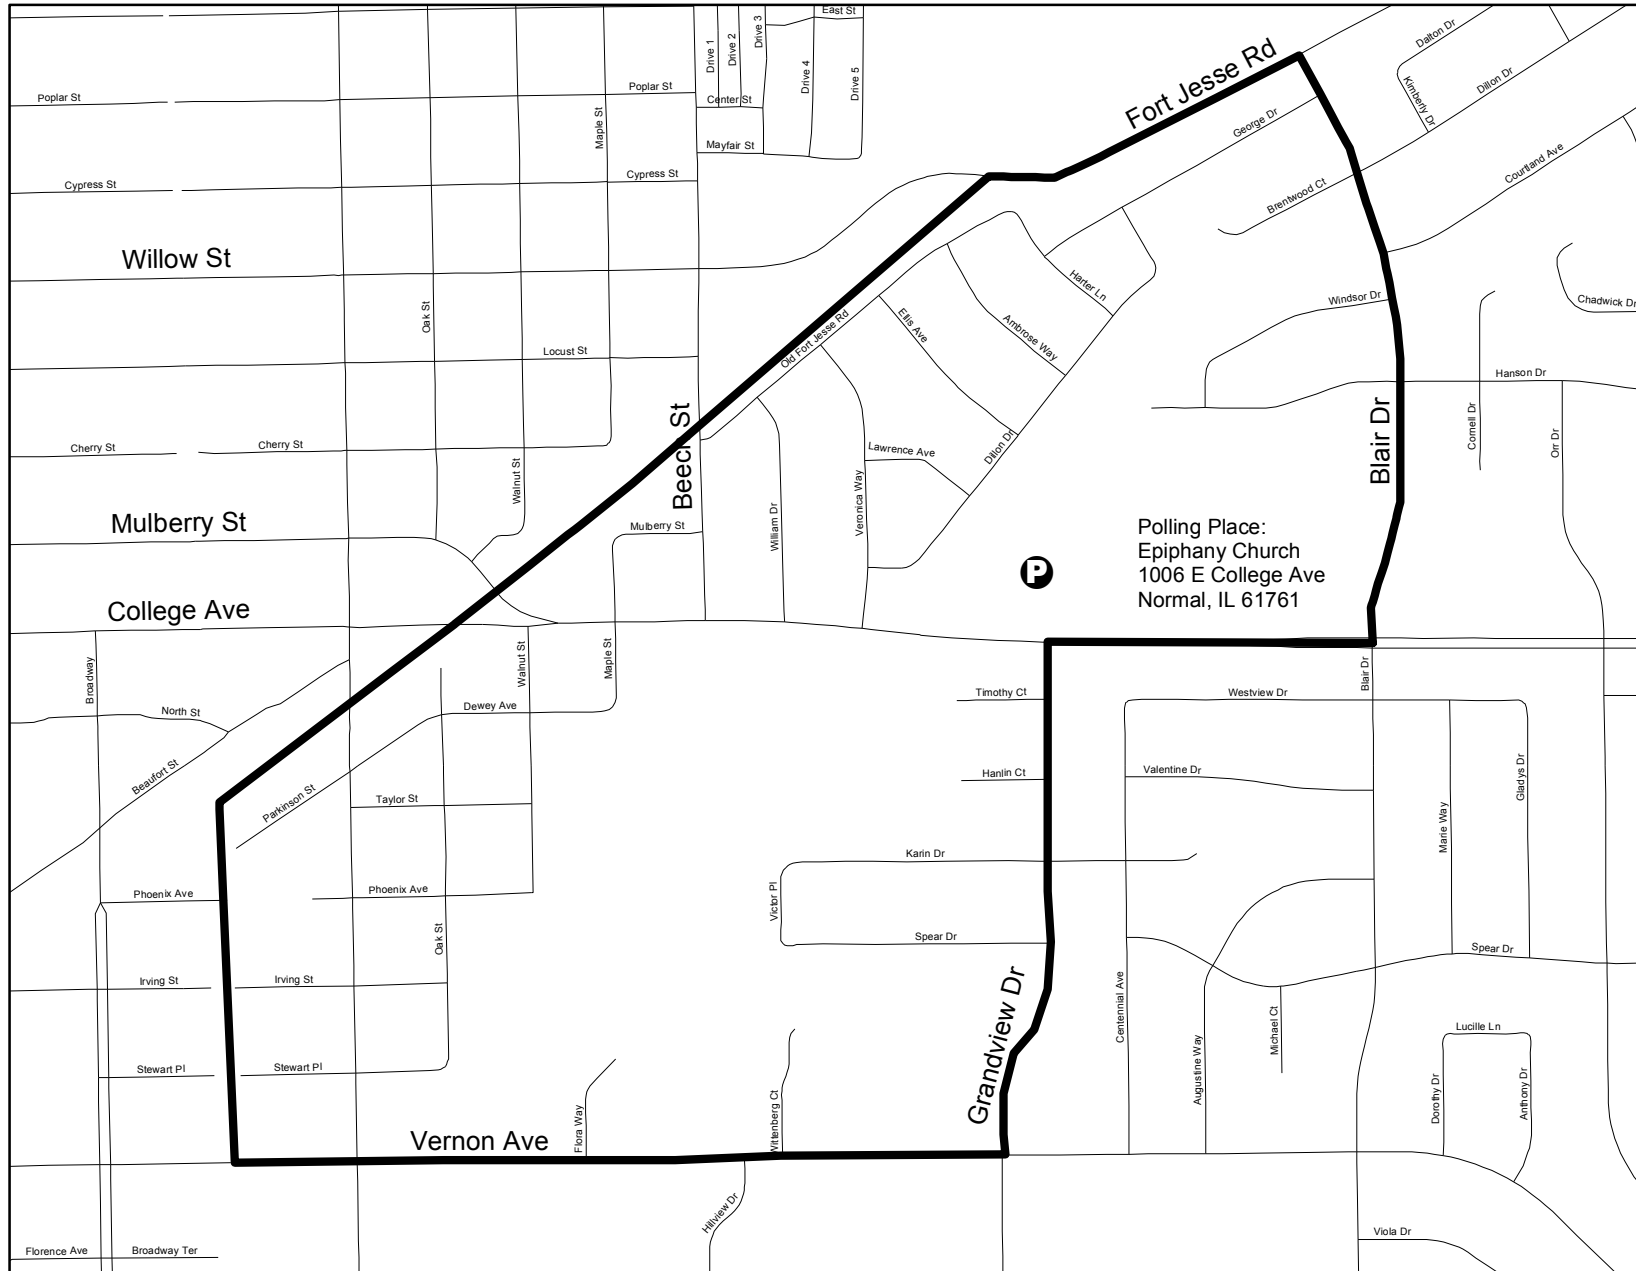 East St
Drive 1
Drive 2
Drive 3
Drive 4
Drive 5
Dalton Dr
Kimberly Dr
Dillon Dr
Poplar St
Poplar St
Center St
Maple St
Mayfair St
Fort Jesse Rd
George Dr
Courtland Ave
Cypress St
Cypress St
Brentwood Ct
Willow St
Harter Ln
Windsor Dr
Chadwick Dr
Oak St
Ellis Ave
Ambrose Way
Old Fort Jesse Rd
Locust St
Hanson Dr
Beech St
Blair Dr
Cornell Dr
Orr Dr
Cherry St
Cherry St
Lawrence Ave
Dillon Dr
Walnut St
Veronica Way
William Dr
Mulberry St
Mulberry St
Polling Place:
Epiphany Church
1006 E College Ave
Normal, IL 61761
P
College Ave
Broadway
Walnut St
Maple St
Blair Dr
Timothy Ct
Westview Dr
North St
Dewey Ave
Beaufort St
Hanlin Ct
Valentine Dr
Gladys Dr
Parkinson St
Taylor St
Marie Way
Karin Dr
Phoenix Ave
Phoenix Ave
Victor Pl
Oak St
Spear Dr
Spear Dr
Irving St
Irving St
Grandview Dr
Centennial Ave
Michael Ct
Lucille Ln
Stewart Pl
Stewart Pl
Augustine Way
Dorothy Dr
Anthony Dr
Vernon Ave
Flora Way
Wittenberg Ct
Hillview Dr
Viola Dr
Florence Ave
Broadway Ter